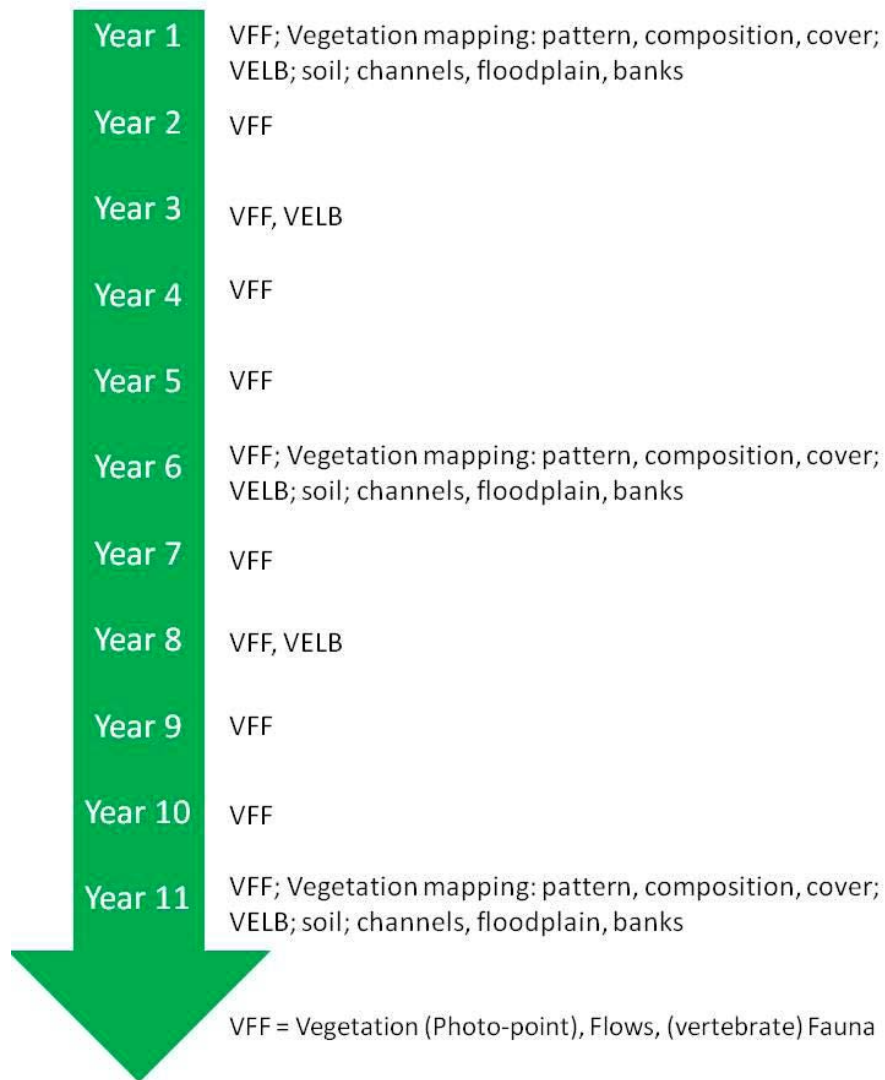 Year 1
VFF; Vegetation mapping: pattern, composition, cover;
VELB; soil; channels, floodplain, banks
Year 2
VFF
Year 3
VFF, VELB
Year 4
VFF
Year 5
VFF
Year 6
VFF; Vegetation mapping: pattern, composition, cover;
VELB; soil; channels, floodplain, banks
Year 7
VFF
Year 8
VFF, VELB
Year 9
VFF
Year 10
VFF
Year 11
VFF; Vegetation mapping: pattern, composition, cover;
VELB; soil; channels, floodplain, banks
VFF = Vegetation (Photo-point), Flows, (vertebrate) Fauna